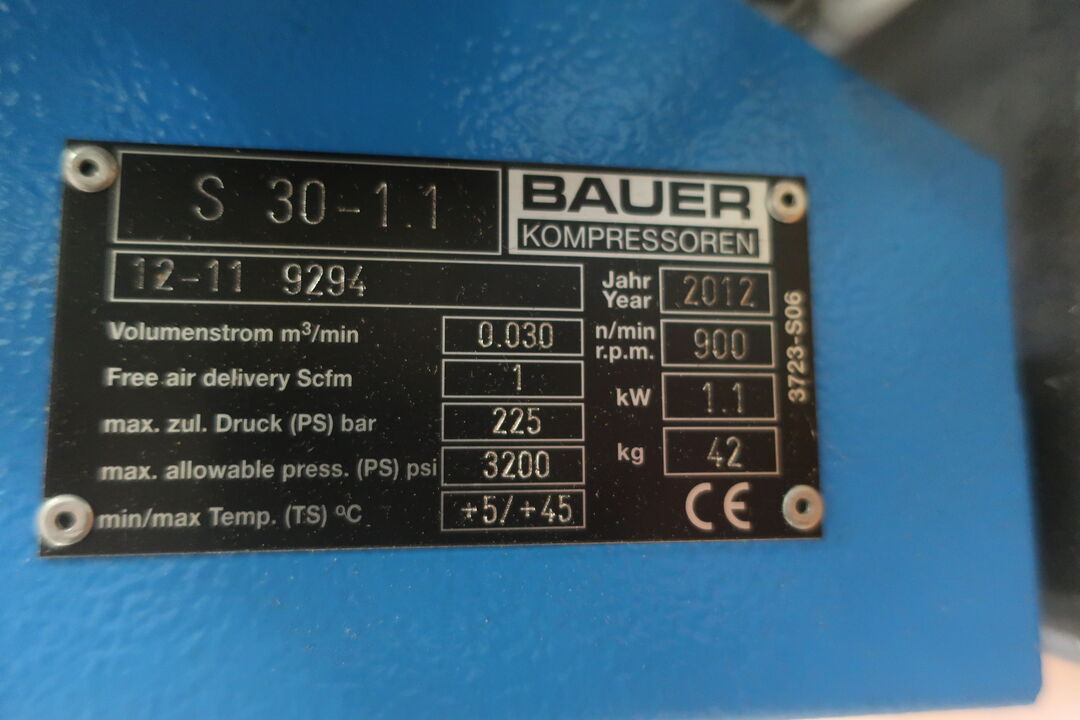 S 30-1.1
BAUER
KOMPRESSOREN
12-11 9294
Jahr
Year
2012
Volumenstrom m³/min
0.030
n/min
r.p.m.
900
Free air delivery Scfm
1
kW
1.1
max. zul. Druck (PS) bar
225
max. allowable press. (PS) psi
3200
kg
42
min/max Temp. (TS) ºC
+5/+45
CE
3723-S06